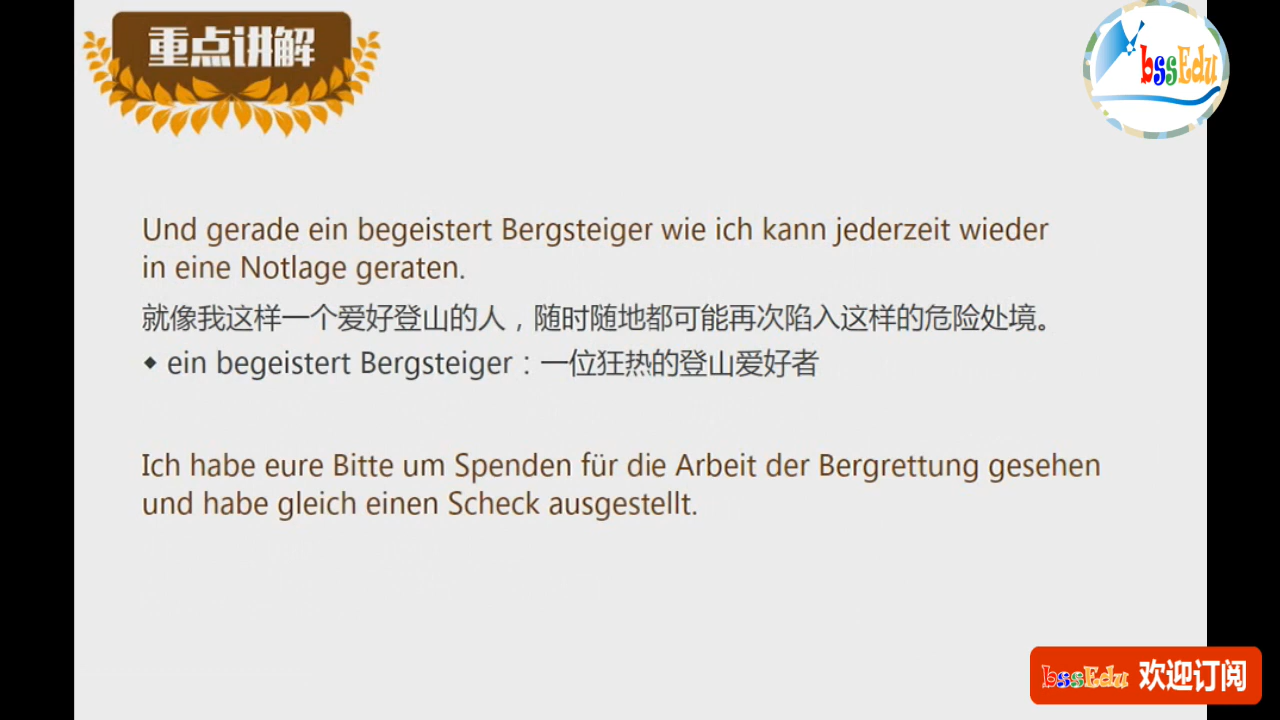 重点讲解
bssEdu
Und gerade ein begeistert Bergsteiger wie ich kann jederzeit wieder
in eine Notlage geraten.
就像我这样一个爱好登山的人，随时随地都可能再次陷入这样的危险处境。
◆ ein begeistert Bergsteiger：一位狂热的登山爱好者
Ich habe eure Bitte um Spenden für die Arbeit der Bergrettung gesehen
und habe gleich einen Scheck ausgestellt.
bssEdu 欢迎订阅